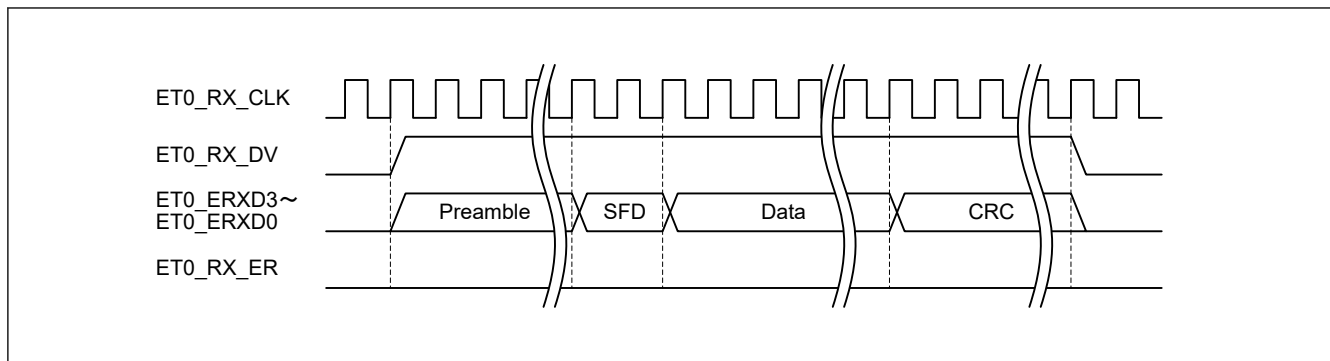 ET0_RX_CLK
ET0_RX_DV
ET0_ERXD3～
ET0_ERXD0
Preamble
SFD
Data
CRC
ET0_RX_ER